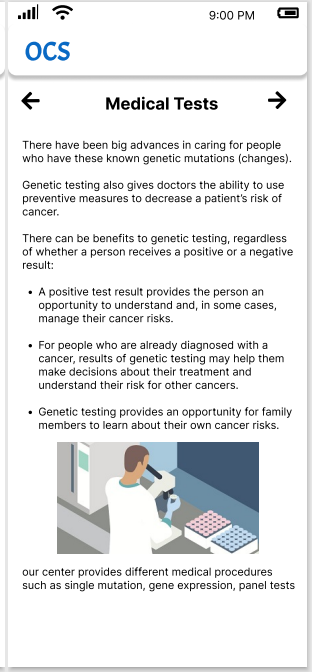 9:00 PM
OCS
Medical Tests
There have been big advances in caring for people
who have these known genetic mutations (changes).
Genetic testing also gives doctors the ability to use
preventive measures to decrease a patient’s risk of
cancer.
There can be benefits to genetic testing, regardless
of whether a person receives a positive or a negative
result:
• A positive test result provides the person an
opportunity to understand and, in some cases,
manage their cancer risks.
• For people who are already diagnosed with a
cancer, results of genetic testing may help them
make decisions about their treatment and
understand their risk for other cancers.
• Genetic testing provides an opportunity for family
members to learn about their own cancer risks.
our center provides different medical procedures
such as single mutation, gene expression, panel tests